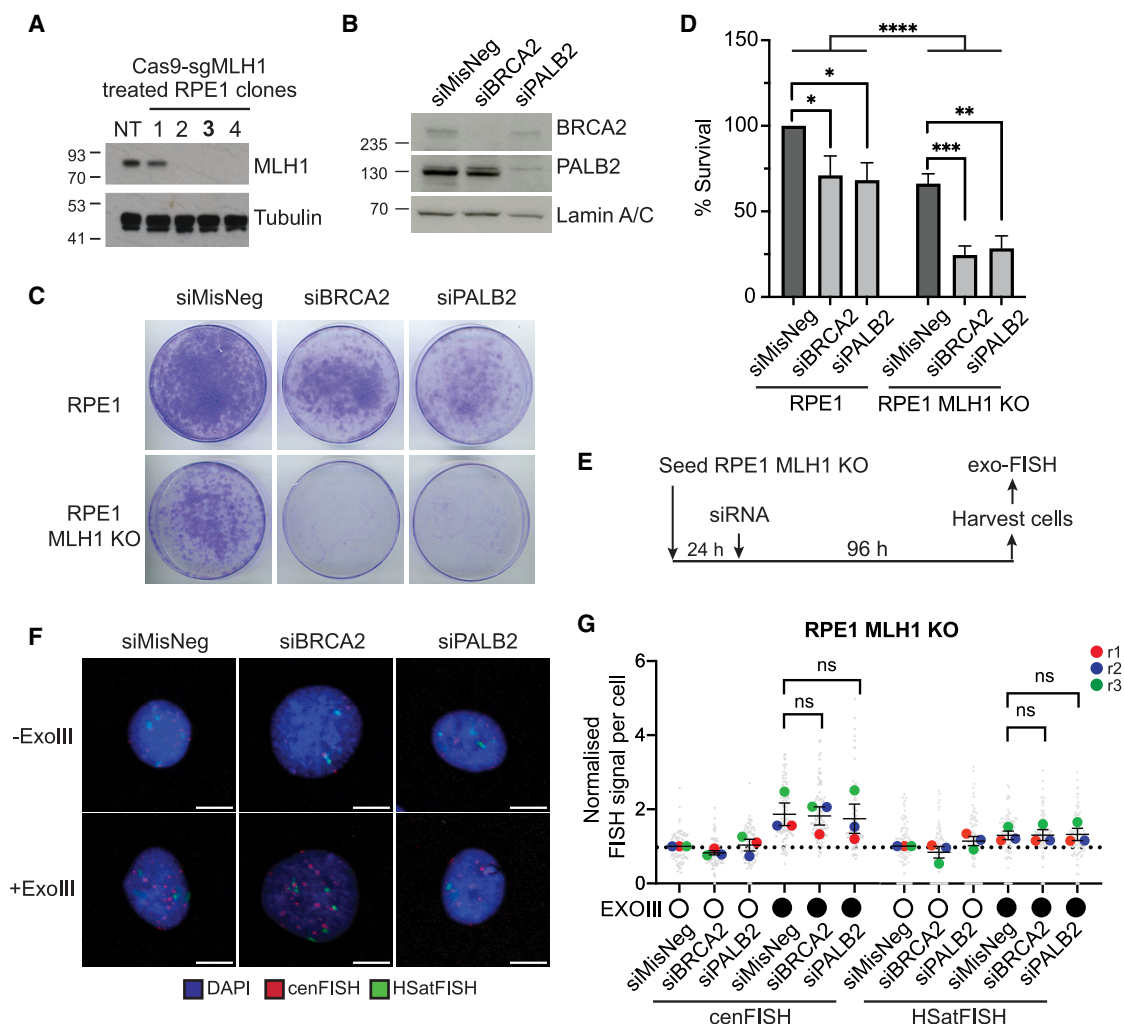 A
Cas9-sgMLH1
treated RPE1 clones
NT 1 2 3 4
93
70
MLH1
53
41
Tubulin
B
siMisNeg siBRCA2 siPALB2
235
BRCA2
130
PALB2
70
Lamin A/C
C
siMisNeg siBRCA2 siPALB2
RPE1
RPE1
MLH1 KO
D
% Survival
150
100
50
0
****
*
*
**
***
siMisNeg siBRCA2 siPALB2 siMisNeg siBRCA2 siPALB2
RPE1 RPE1 MLH1 KO
E
Seed RPE1 MLH1 KO
exo-FISH
siRNA
Harvest cells
24 h
96 h
F
siMisNeg siBRCA2 siPALB2
-ExoIII
+ExoIII
DAPI cenFISH HSatFISH
G
RPE1 MLH1 KO
r1
r2
r3
Normalised
FISH signal per cell
6
4
2
0
ns
ns
ns
ns
EXOIII
siMisNeg siBRCA2 siPALB2 siMisNeg siBRCA2 siPALB2 siMisNeg siBRCA2 siPALB2 siMisNeg siBRCA2 siPALB2
cenFISH HSatFISH